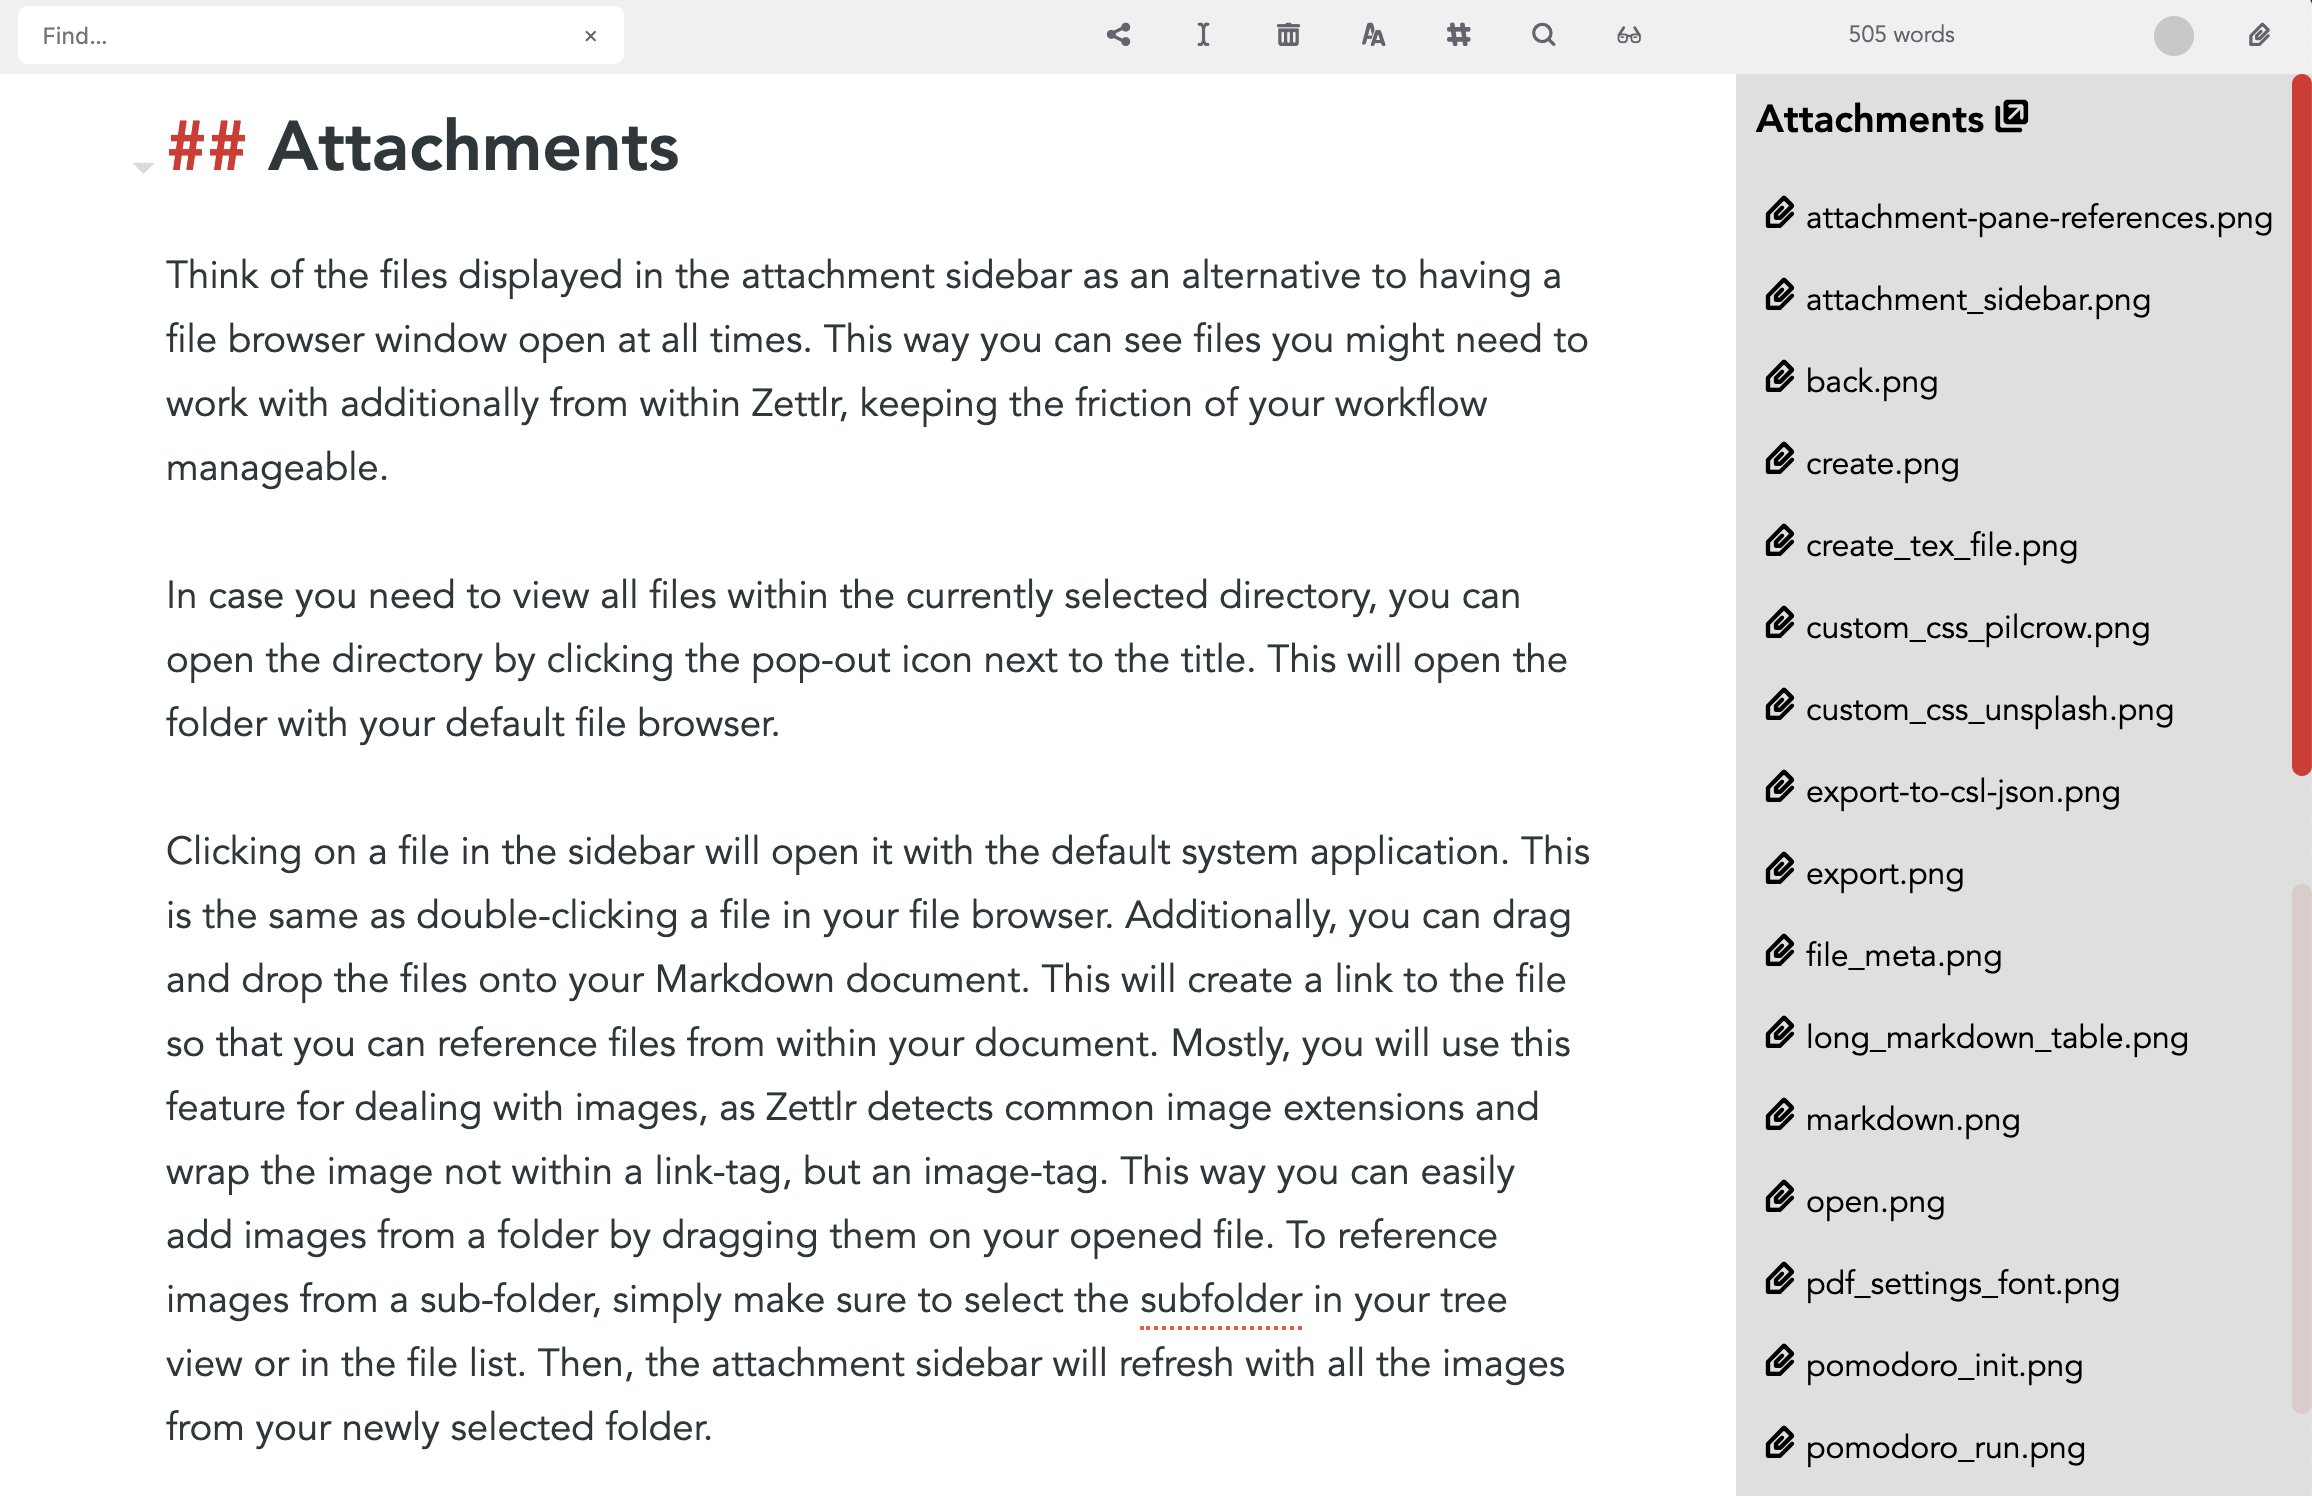 Find...
505 words
## Attachments
Think of the files displayed in the attachment sidebar as an alternative to having a
file browser window open at all times. This way you can see files you might need to
work with additionally from within Zettlr, keeping the friction of your workflow
manageable.
In case you need to view all files within the currently selected directory, you can
open the directory by clicking the pop-out icon next to the title. This will open the
folder with your default file browser.
Clicking on a file in the sidebar will open it with the default system application. This
is the same as double-clicking a file in your file browser. Additionally, you can drag
and drop the files onto your Markdown document. This will create a link to the file
so that you can reference files from within your document. Mostly, you will use this
feature for dealing with images, as Zettlr detects common image extensions and
wrap the image not within a link-tag, but an image-tag. This way you can easily
add images from a folder by dragging them on your opened file. To reference
images from a sub-folder, simply make sure to select the subfolder in your tree
view or in the file list. Then, the attachment sidebar will refresh with all the images
from your newly selected folder.
Attachments
attachment-pane-references.png
attachment_sidebar.png
back.png
create.png
create_tex_file.png
custom_css_pilcrow.png
custom_css_unsplash.png
export-to-csl-json.png
export.png
file_meta.png
long_markdown_table.png
markdown.png
open.png
pdf_settings_font.png
pomodoro_init.png
pomodoro_run.png